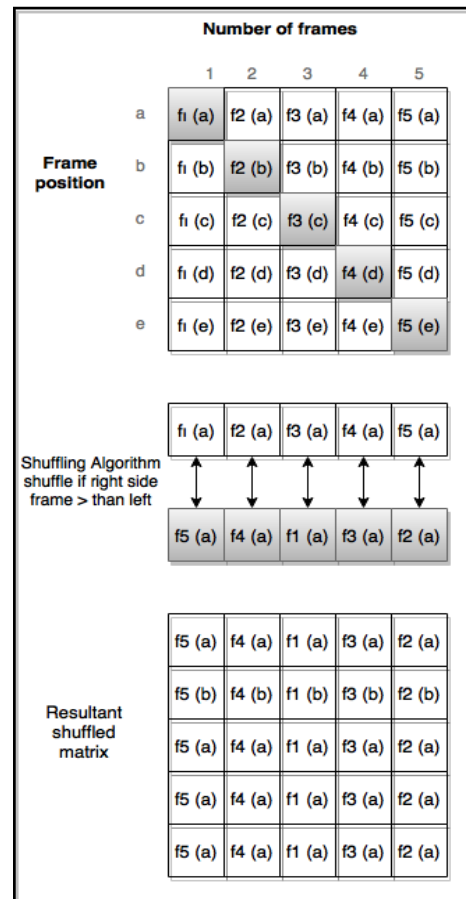 Number of frames
1 2 3 4 5
a f1 (a) f2 (a) f3 (a) f4 (a) f5 (a)
Frame position
b f1 (b) f2 (b) f3 (b) f4 (b) f5 (b)
c f1 (c) f2 (c) f3 (c) f4 (c) f5 (c)
d f1 (d) f2 (d) f3 (d) f4 (d) f5 (d)
e f1 (e) f2 (e) f3 (e) f4 (e) f5 (e)
f1 (a) f2 (a) f3 (a) f4 (a) f5 (a)
Shuffling Algorithm
shuffle if right side
frame > than left
f5 (a) f4 (a) f1 (a) f3 (a) f2 (a)
f5 (a) f4 (a) f1 (a) f3 (a) f2 (a)
f5 (b) f4 (b) f1 (b) f3 (b) f2 (b)
Resultant
shuffled
matrix
f5 (a) f4 (a) f1 (a) f3 (a) f2 (a)
f5 (a) f4 (a) f1 (a) f3 (a) f2 (a)
f5 (a) f4 (a) f1 (a) f3 (a) f2 (a)